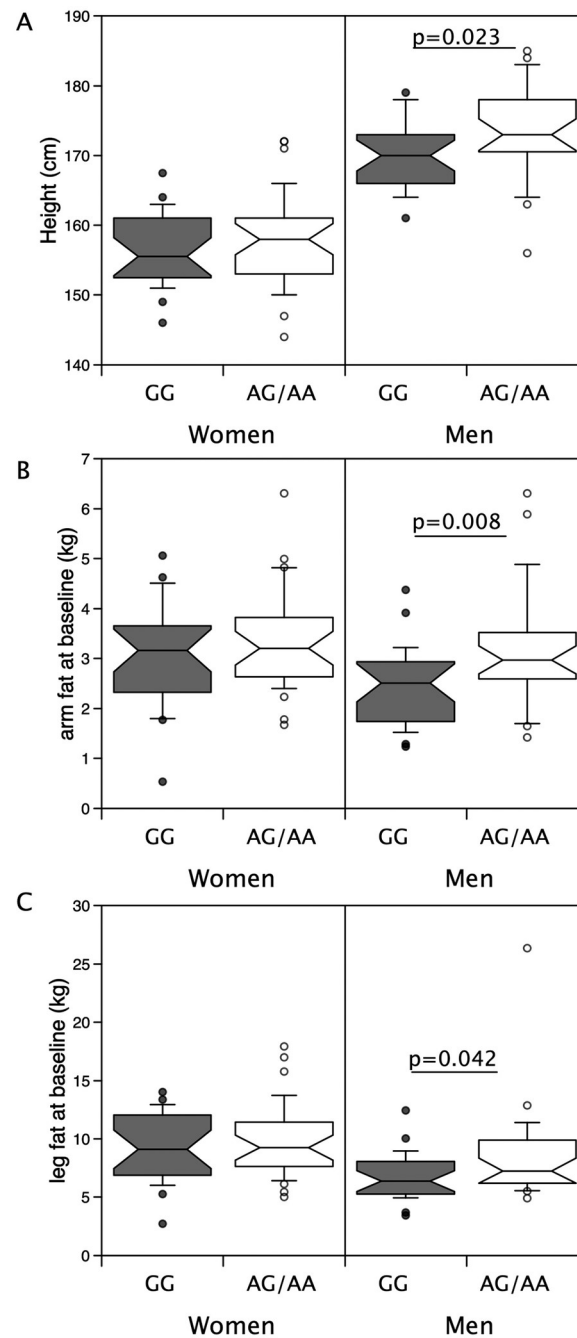 A
190
180
170
160
150
140
Height (cm)
p=0.023
GG AG/AA GG AG/AA
Women Men
B
7
6
5
4
3
2
1
0
arm fat at baseline (kg)
p=0.008
GG AG/AA GG AG/AA
Women Men
C
30
25
20
15
10
5
0
leg fat at baseline (kg)
p=0.042
GG AG/AA GG AG/AA
Women Men